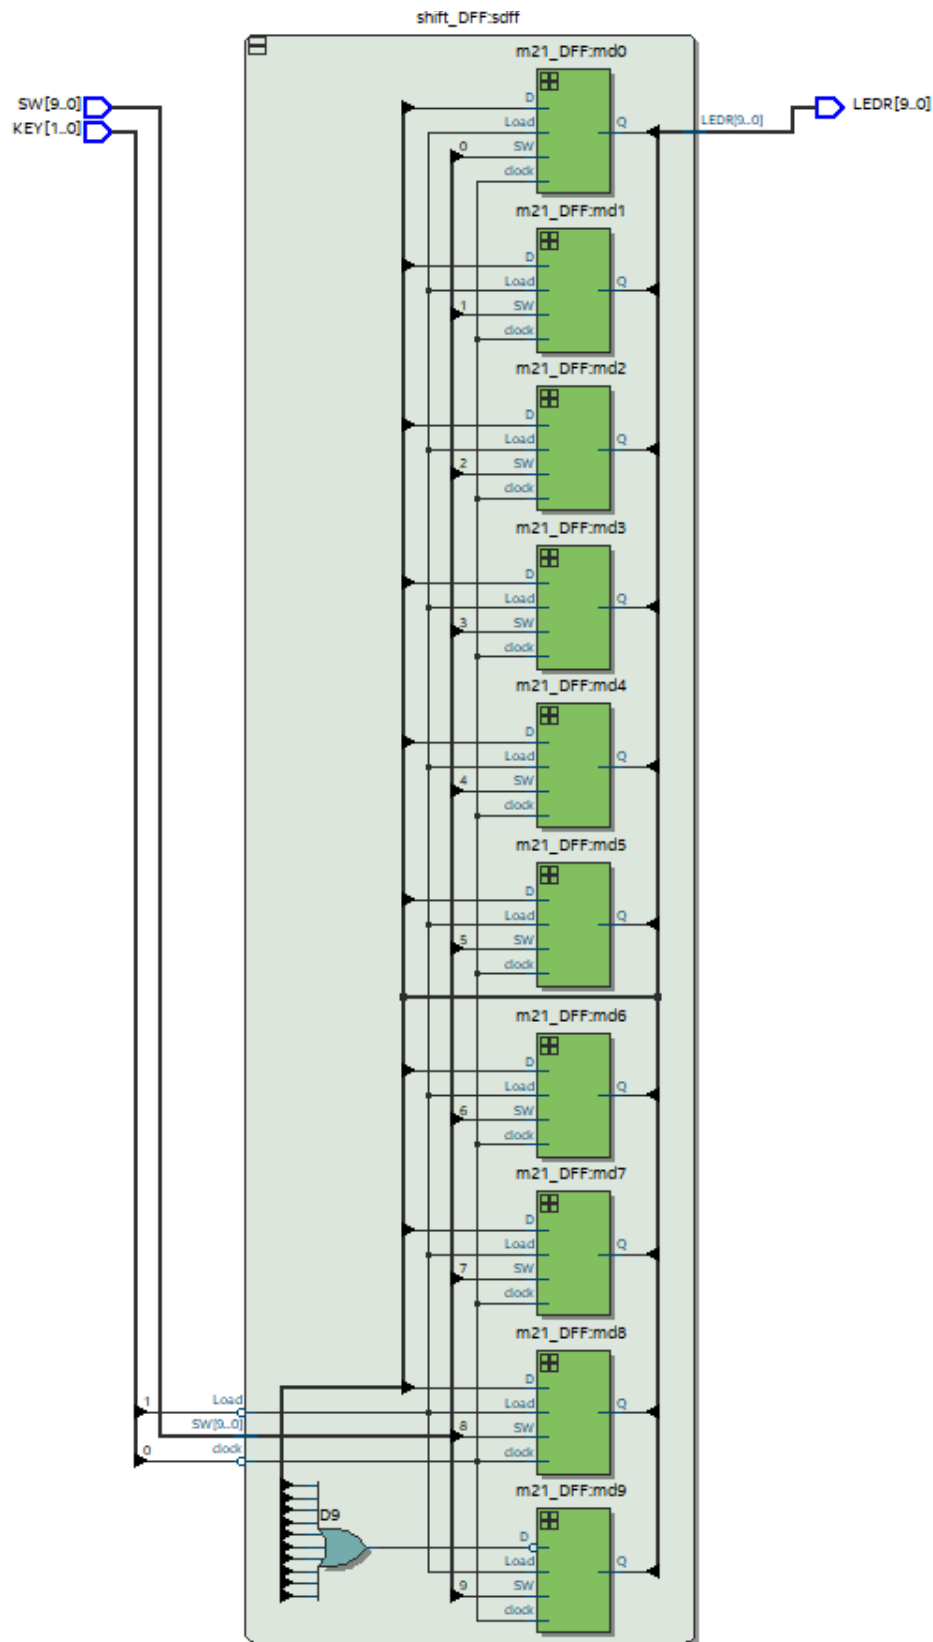 shift_DFF:sdff
SW[9..0]
KEY[1..0]
LEDR[9..0]
LEDR[9..0]
m21_DFF:md0
D
Load
0 SW
clock
Q
m21_DFF:md1
D
Load
1 SW
clock
Q
m21_DFF:md2
D
Load
2 SW
clock
Q
m21_DFF:md3
D
Load
3 SW
clock
Q
m21_DFF:md4
D
Load
4 SW
clock
Q
m21_DFF:md5
D
Load
5 SW
clock
Q
m21_DFF:md6
D
Load
6 SW
clock
Q
m21_DFF:md7
D
Load
7 SW
clock
Q
m21_DFF:md8
D
1 Load
Load
SW[9..0]
8 SW
0 clock
clock
Q
m21_DFF:md9
D9
D
Load
9 SW
clock
Q